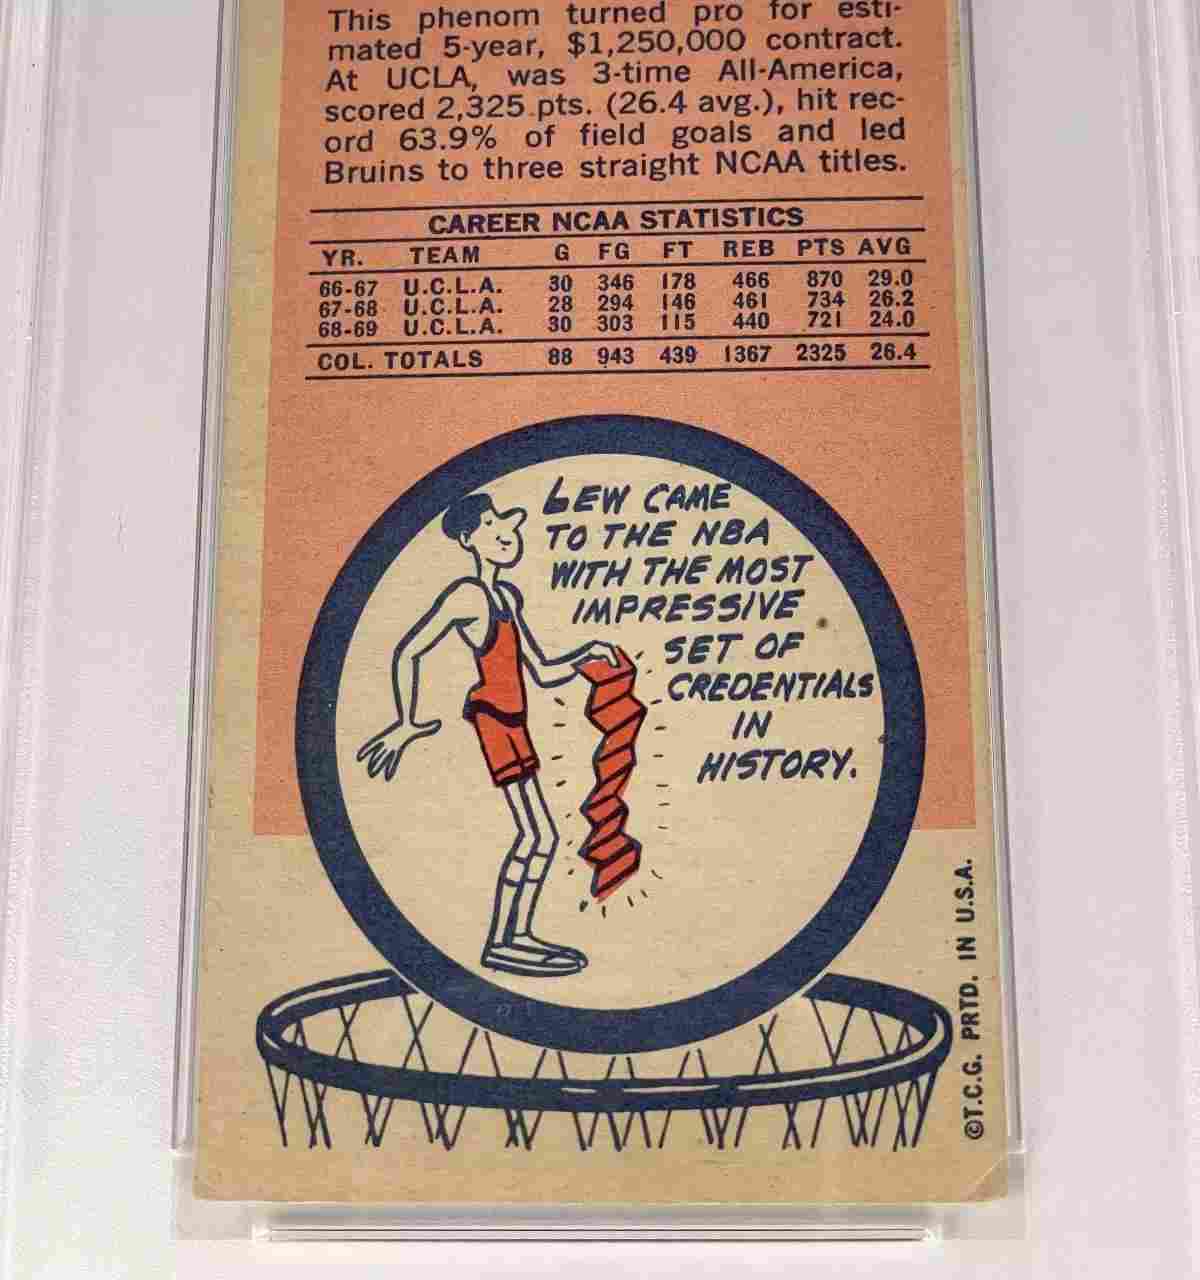 This phenom turned pro for esti-
mated 5-year, $1,250,000 contract.
At UCLA, was 3-time All-America,
scored 2,325 pts. (26.4 avg.), hit rec-
ord 63.9% of field goals and led
Bruins to three straight NCAA titles.
CAREER NCAA STATISTICS
YR. TEAM G FG FT REB PTS AVG
66-67 U.C.L.A. 30 346 178 466 870 29.0
67-68 U.C.L.A. 28 294 146 461 734 26.2
68-69 U.C.L.A. 30 303 115 440 721 24.0
COL. TOTALS 88 943 439 1367 2325 26.4
LEW CAME
TO THE NBA
WITH THE MOST
IMPRESSIVE
SET OF
CREDENTIALS
IN
HISTORY.
©T.C.G. PRTD. IN U.S.A.